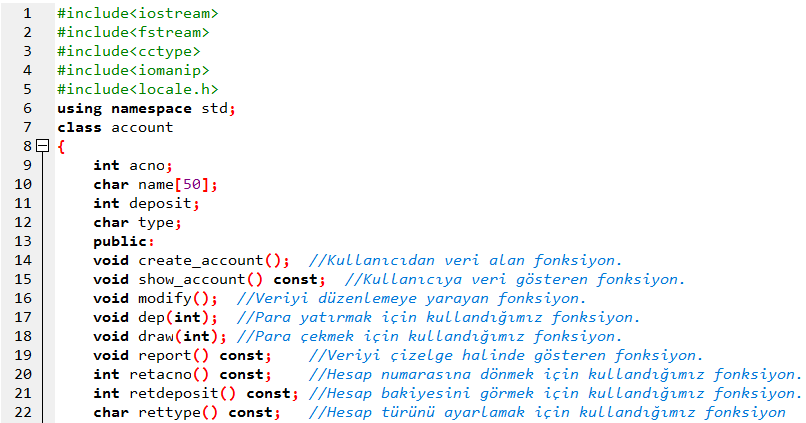 1 #include<iostream>
2 #include<fstream>
3 #include<cctype>
4 #include<iomanip>
5 #include<locale.h>
6 using namespace std;
7 class account
8 {
9 int acno;
10 char name[50];
11 int deposit;
12 char type;
13 public:
14 void create_account(); //Kullanıcıdan veri alan fonksiyon.
15 void show_account() const; //Kullanıcıya veri gösteren fonksiyon.
16 void modify(); //Veriyi düzenlemeye yarayan fonksiyon.
17 void dep(int); //Para yatırmak için kullandığımız fonksiyon.
18 void draw(int); //Para çekmek için kullandığımız fonksiyon.
19 void report() const; //Veriyi çizelge halinde gösteren fonksiyon.
20 int retacno() const; //Hesap numarasına dönmek için kullandığımız fonksiyon.
21 int retdeposit() const; //Hesap bakiyesini görmek için kullandığımız fonksiyon.
22 char rettype() const; //Hesap türünü ayarlamak için kullandığımız fonksiyon